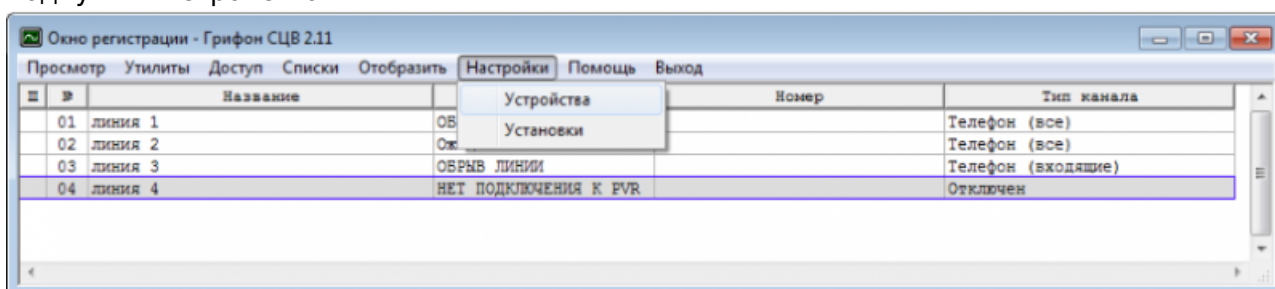 Окно регистрации - Грифон СЦВ 2.11
Просмотр Утилиты Доступ Списки Отобразить Настройки Помощь Выход
Название Номер Тип канала
Устройства
Установки
01 линия 1 ОБ Телефон (все)
02 линия 2 Ож Телефон (все)
03 линия 3 ОБРЫВ ЛИНИИ Телефон (входящие)
04 линия 4 НЕТ ПОДКЛЮЧЕНИЯ К PVR Отключен